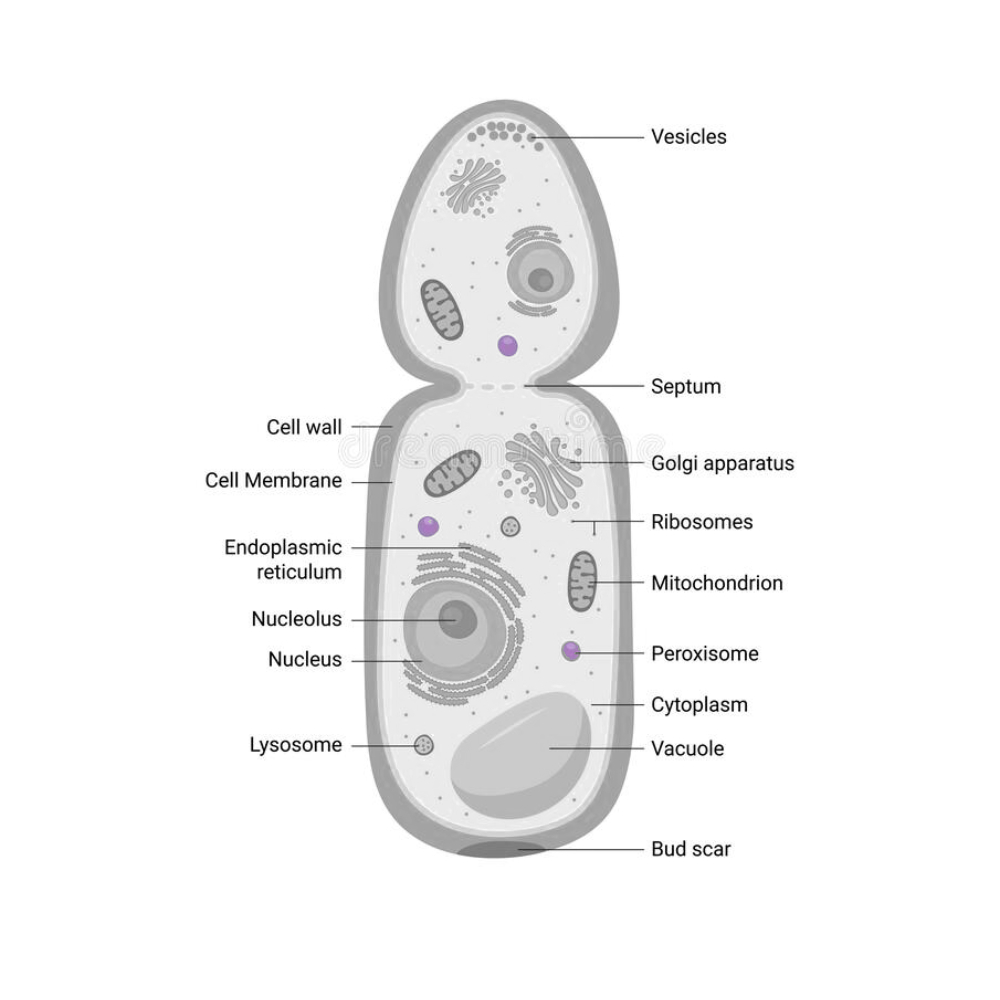 Vesicles
Septum
Cell wall
Golgi apparatus
Cell Membrane
Ribosomes
Endoplasmic
reticulum
Mitochondrion
Nucleolus
Nucleus
Peroxisome
Cytoplasm
Lysosome
Vacuole
Bud scar
dreamstime